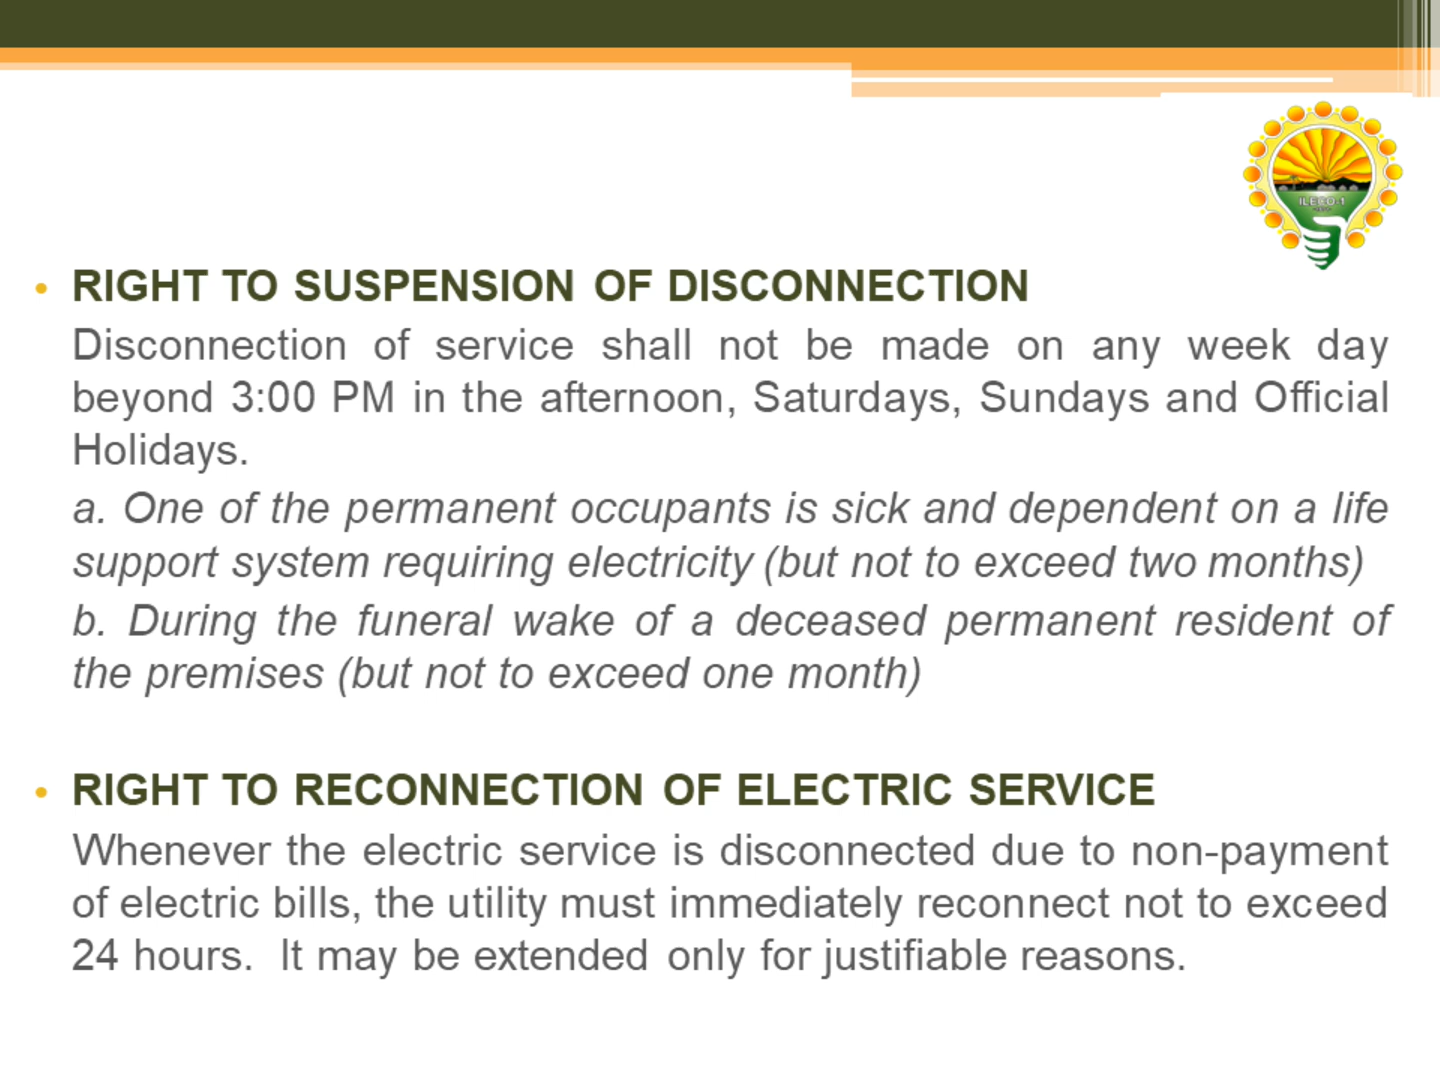 ILECO-1
• RIGHT TO SUSPENSION OF DISCONNECTION
Disconnection of service shall not be made on any week day
beyond 3:00 PM in the afternoon, Saturdays, Sundays and Official
Holidays.
a. One of the permanent occupants is sick and dependent on a life
support system requiring electricity (but not to exceed two months)
b. During the funeral wake of a deceased permanent resident of
the premises (but not to exceed one month)
• RIGHT TO RECONNECTION OF ELECTRIC SERVICE
Whenever the electric service is disconnected due to non-payment
of electric bills, the utility must immediately reconnect not to exceed
24 hours. It may be extended only for justifiable reasons.